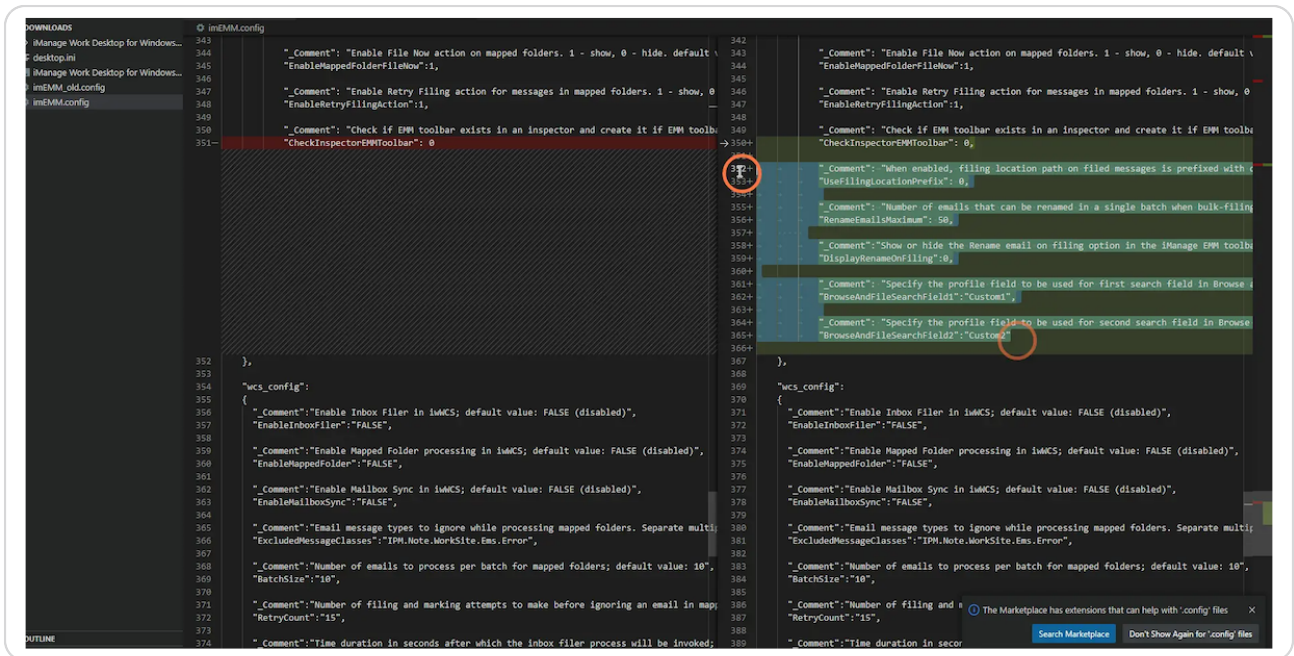 DOWNLOADS
iManage Work Desktop for Windows...
desktop.ini
iManage Work Desktop for Windows...
imEMM_old.config
imEMM.config
OUTLINE
imEMM.config
343
344 "_Comment": "Enable File Now action on mapped folders. 1 - show, 0 - hide. default
345 "EnableMappedFolderFileNow":1,
346
347 "_Comment": "Enable Retry Filing action for messages in mapped folders. 1 - show, 0
348 "EnableRetryFilingAction":1,
349
350 "_Comment": "Check if EMM toolbar exists in an inspector and create it if EMM toolba
351- "CheckInspectorEMMToolbar": 0
352 },
353
354 "wcs_config":
355 {
356 "_Comment":"Enable Inbox Filer in iwWCS; default value: FALSE (disabled)",
357 "EnableInboxFiler":"FALSE",
358
359 "_Comment":"Enable Mapped Folder processing in iwWCS; default value: FALSE (disabled)",
360 "EnableMappedFolder":"FALSE",
361
362 "_Comment":"Enable Mailbox Sync in iwWCS; default value: FALSE (disabled)",
363 "EnableMailboxSync":"FALSE",
364
365 "_Comment":"Email message types to ignore while processing mapped folders. Separate multip
366 "ExcludedMessageClasses":"IPM.Note.WorkSite.Ems.Error",
367
368 "_Comment":"Number of emails to process per batch for mapped folders; default value: 10",
369 "BatchSize":"10",
370
371 "_Comment":"Number of filing and marking attempts to make before ignoring an email in mapp
372 "RetryCount":"15",
373
374 "_Comment":"Time duration in seconds after which the inbox filer process will be invoked;
342
343 "_Comment": "Enable File Now action on mapped folders. 1 - show, 0 - hide. default
344 "EnableMappedFolderFileNow":1,
345
346 "_Comment": "Enable Retry Filing action for messages in mapped folders. 1 - show, 0
347 "EnableRetryFilingAction":1,
348
349 "_Comment": "Check if EMM toolbar exists in an inspector and create it if EMM toolba
350+ "CheckInspectorEMMToolbar": 0,
352+ "_Comment": "When enabled, filing location path on filed messages is prefixed with
353+ "UseFilingLocationPrefix": 0,
354+
355+ "_Comment": "Number of emails that can be renamed in a single batch when bulk-filing
356+ "RenameEmailsMaximum": 50,
357+
358+ "_Comment":"Show or hide the Rename email on filing option in the iManage EMM toolba
359+ "DisplayRenameOnFiling":0,
360+
361+ "_Comment": "Specify the profile field to be used for first search field in Browse
362+ "BrowseAndFileSearchField1":"Custom1",
363+
364+ "_Comment": "Specify the profile field to be used for second search field in Browse
365+ "BrowseAndFileSearchField2":"Custom2"
366+
367 },
368
369 "wcs_config":
370 {
371 "_Comment":"Enable Inbox Filer in iwWCS; default value: FALSE (disabled)",
372 "EnableInboxFiler":"FALSE",
373
374 "_Comment":"Enable Mapped Folder processing in iwWCS; default value: FALSE (disabled)",
375 "EnableMappedFolder":"FALSE",
376
377 "_Comment":"Enable Mailbox Sync in iwWCS; default value: FALSE (disabled)",
378 "EnableMailboxSync":"FALSE",
379
380 "_Comment":"Email message types to ignore while processing mapped folders. Separate multip
381 "ExcludedMessageClasses":"IPM.Note.WorkSite.Ems.Error",
382
383 "_Comment":"Number of emails to process per batch for mapped folders; default value: 10",
384 "BatchSize":"10",
385
386 "_Comment":"Number of filing and m
387 "RetryCount":"15",
388
389 "_Comment":"Time duration in secor
The Marketplace has extensions that can help with '.config' files
Search Marketplace
Don't Show Again for '.config' files